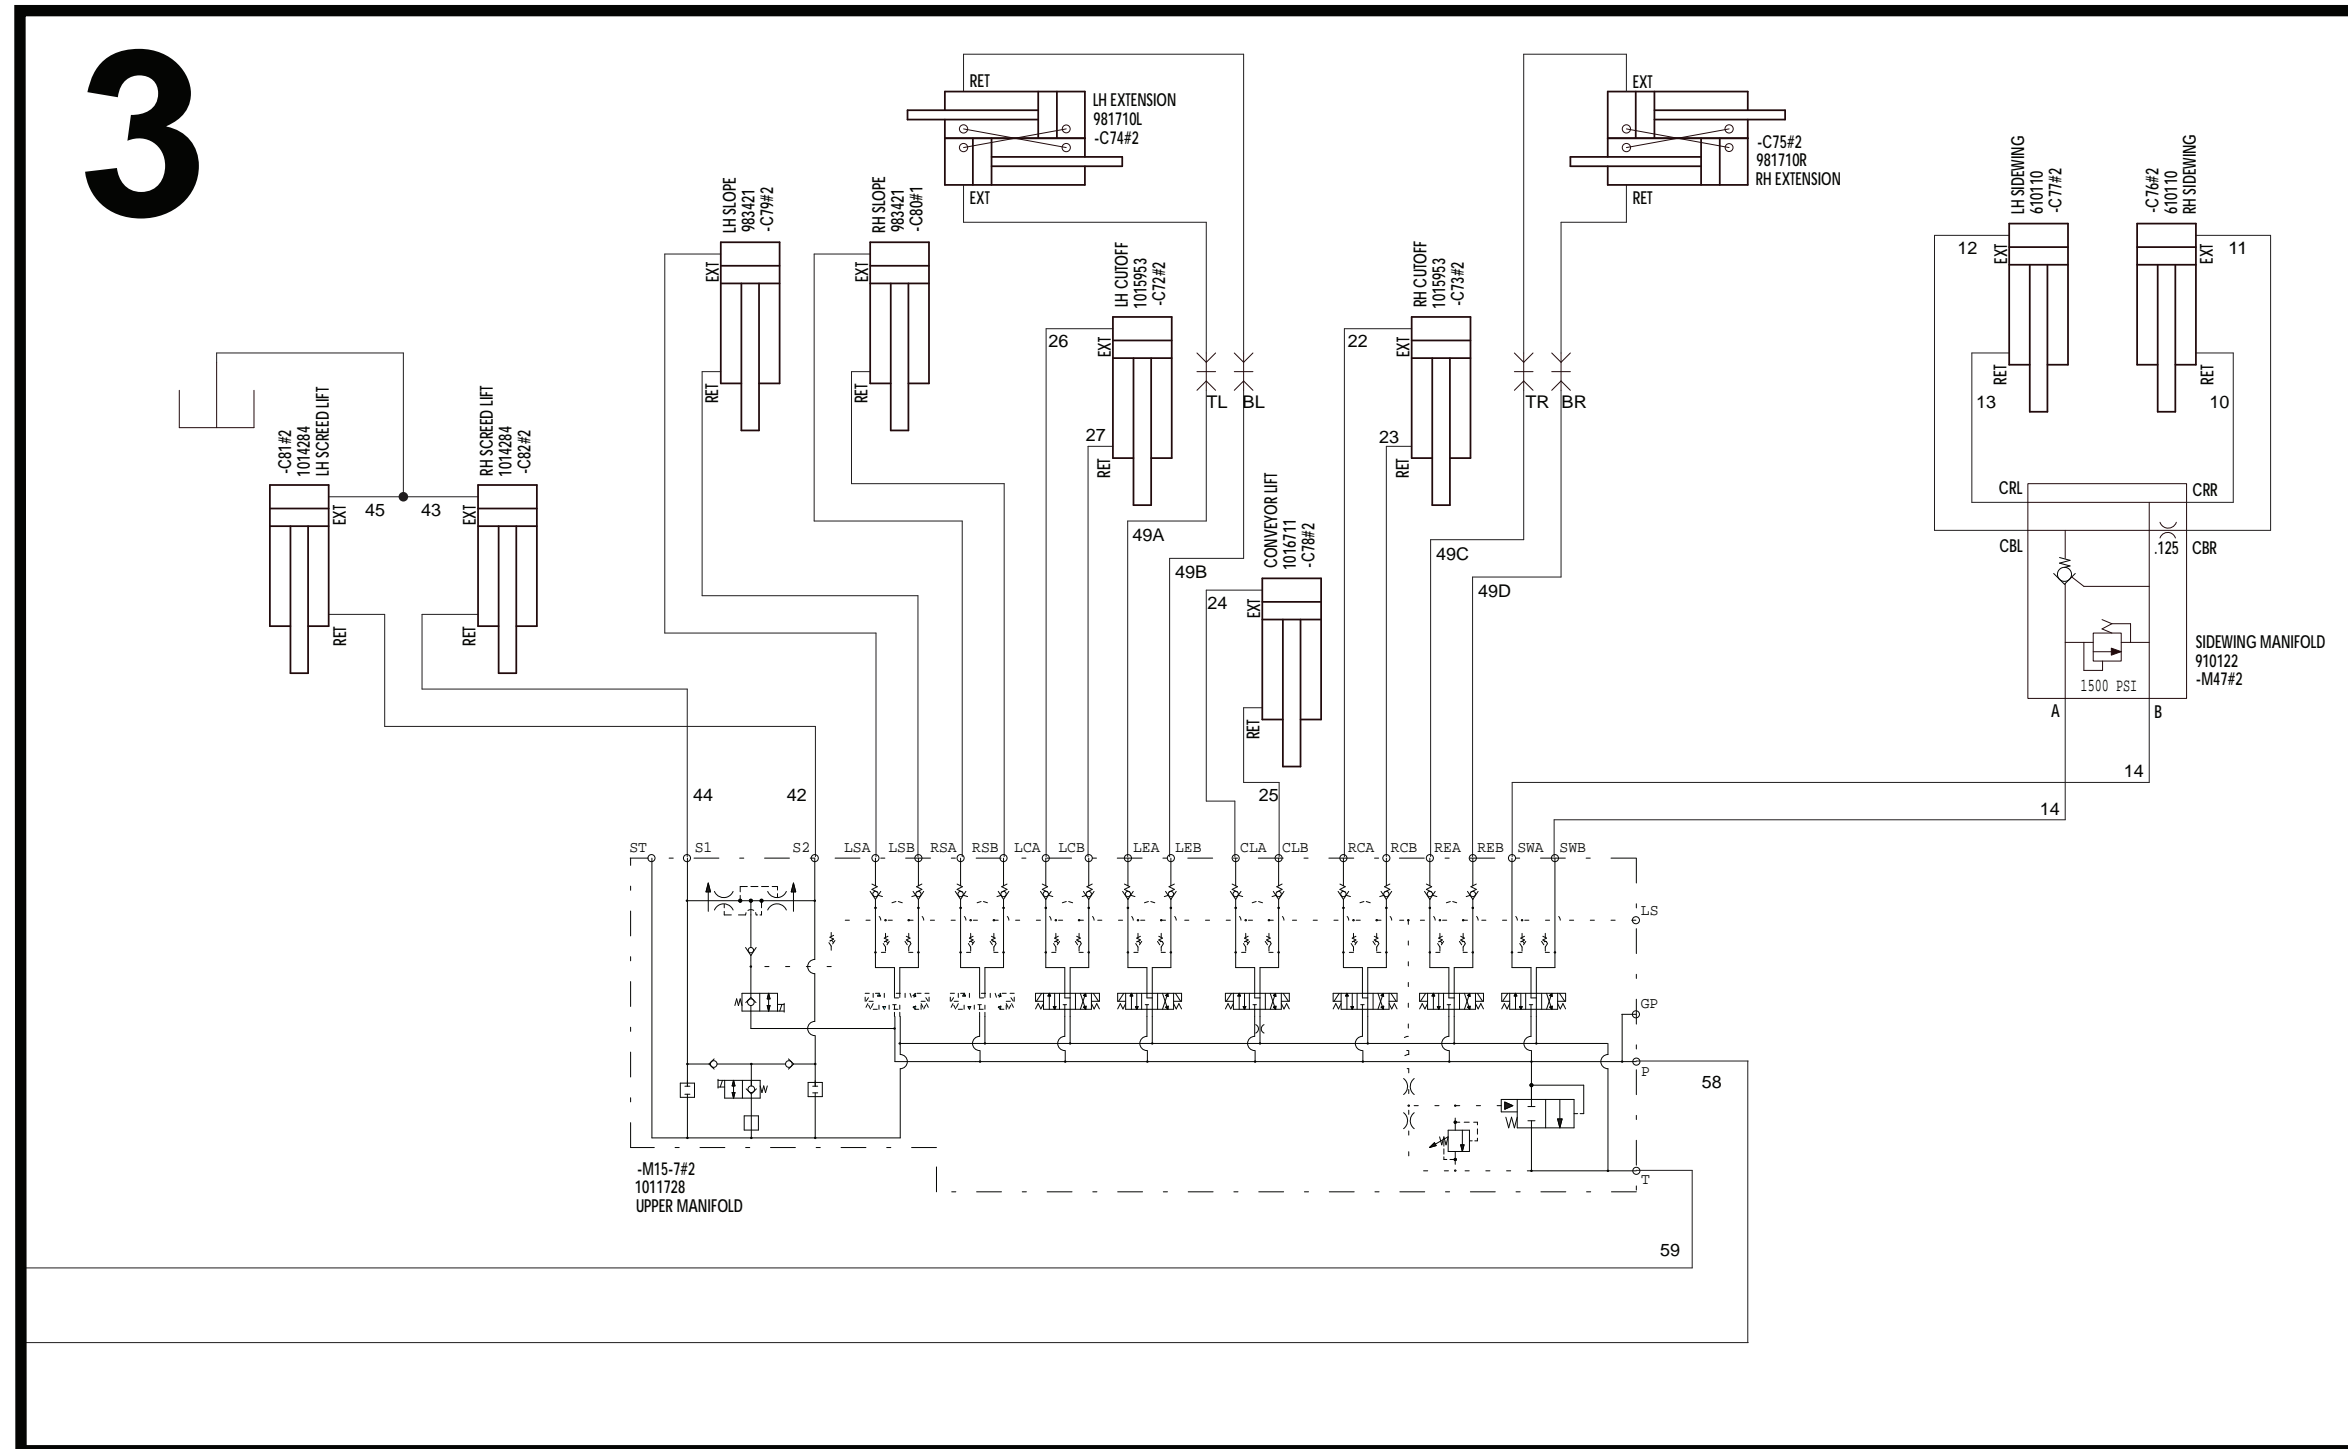 3
RET
LH EXTENSION
981710L
-C74#2
EXT
EXT
-C75#2
981710R
RH EXTENSION
RET
LH SLOPE
983421
-C79#2
EXT
RET
RH SLOPE
983421
-C80#1
EXT
RET
LH CUTOFF
1015953
-C72#2
26
EXT
27
RET
TL
BL
RH CUTOFF
1015953
-C73#2
22
EXT
23
RET
TR
BR
LH SIDEWING
610110
-C77#2
12
EXT
RET
13
-C76#2
610110
RH SIDEWING
11
EXT
RET
10
-C81#2
1014284
LH SCREED LIFT
EXT
45
RET
RH SCREED LIFT
1014284
-C82#2
43
EXT
RET
49A
49B
CONVEYOR LIFT
1016711
-C78#2
24
EXT
RET
25
49C
49D
CRL
CRR
CBL
.125
CBR
SIDEWING MANIFOLD
910122
-M47#2
1500 PSI
A
B
14
14
44
42
ST
S1
S2
LSA
LSB
RSA
RSB
LCA
LCB
LEA
LEB
CLA
CLB
RCA
RCB
REA
REB
SWA
SWB
LS
GP
P
58
T
-M15-7#2
1011728
UPPER MANIFOLD
59